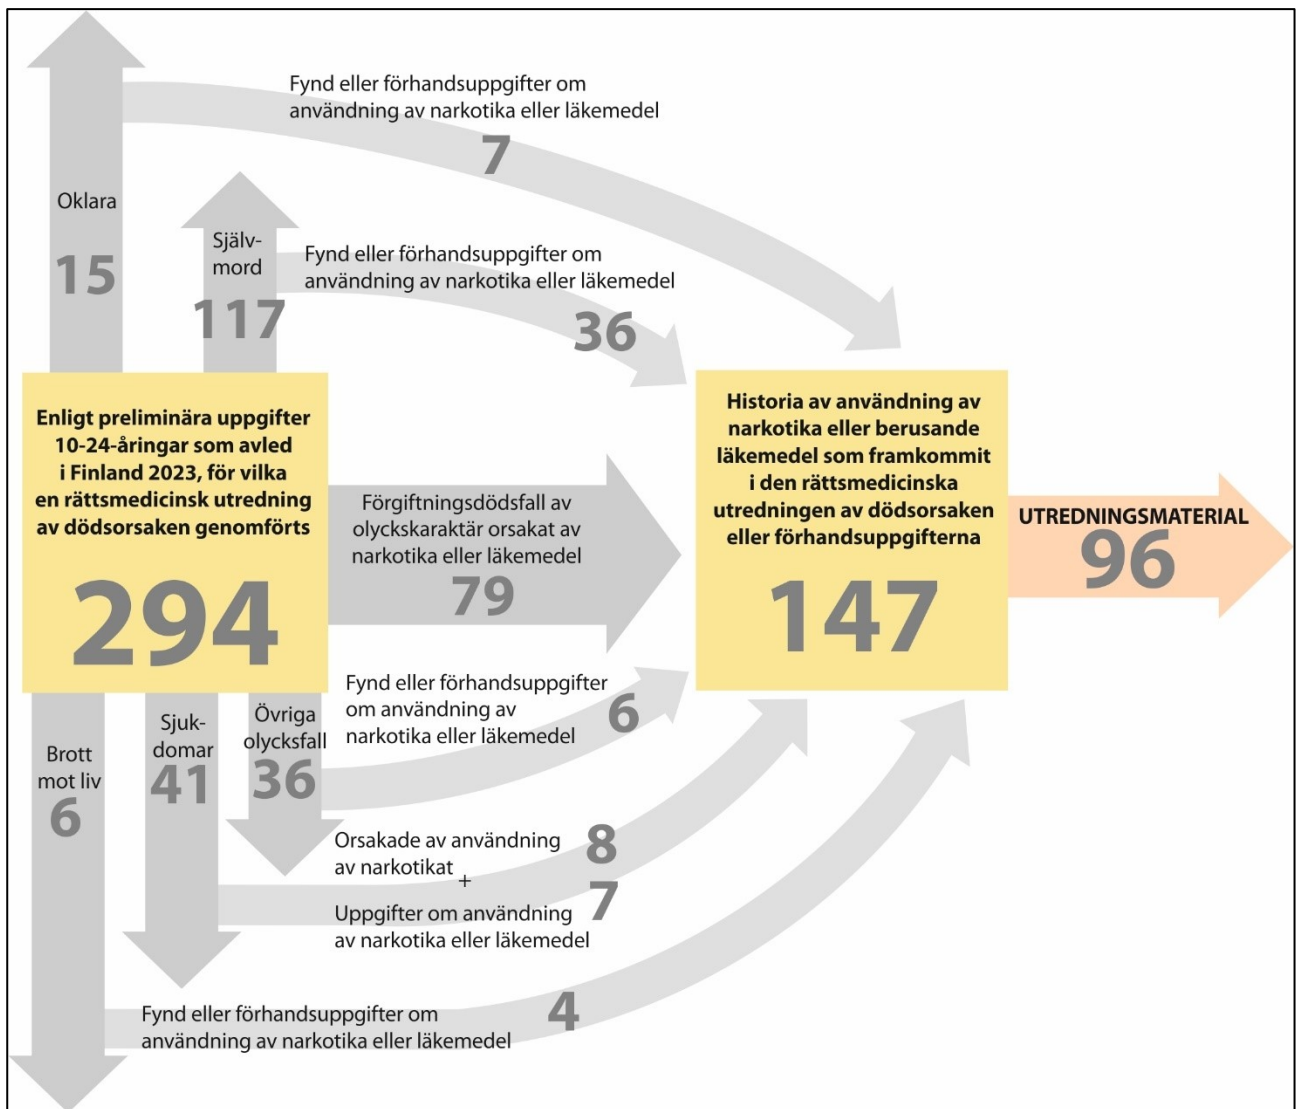 Fynd eller förhandsuppgifter om
användning av narkotika eller läkemedel
7
Oklara
15
Själv-
mord
117
Fynd eller förhandsuppgifter om
användning av narkotika eller läkemedel
36
Enligt preliminära uppgifter
10-24-åringar som avled
i Finland 2023, för vilka
en rättsmedicinsk utredning
av dödsorsaken genomförts
294
Förgiftningsdödsfall av
olyckskaraktär orsakat av
narkotika eller läkemedel
79
Historia av användning av
narkotika eller berusande
läkemedel som framkommit
i den rättsmedicinska
utredningen av dödsorsaken
eller förhandsuppgifterna
147
UTREDNINGSMATERIAL
96
Brott
mot liv
6
Sjuk-
domar
41
Övriga
olycksfall
36
Fynd eller förhandsuppgifter
om användning av
narkotika eller läkemedel
6
Orsakade av användning
av narkotikat
8
+
Uppgifter om användning
av narkotika eller läkemedel
7
Fynd eller förhandsuppgifter om
användning av narkotika eller läkemedel
4